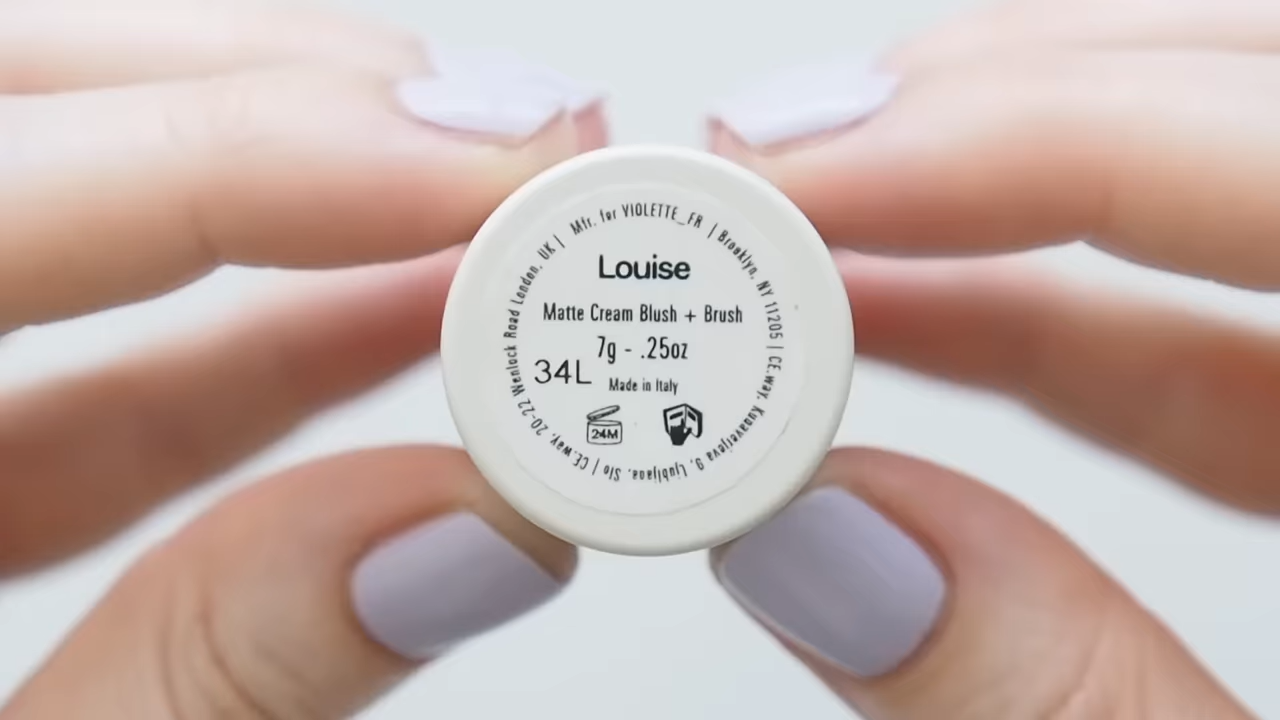 Mfr. for VIOLETTE_FR | Brooklyn, NY 11205 | CE.way, Kunaverjeva 9, Ljubljana, Slo | CE.way, 20-22 Wenlock Road London, UK |
Louise
Matte Cream Blush + Brush
7g - .25oz
34L
Made in Italy
24M